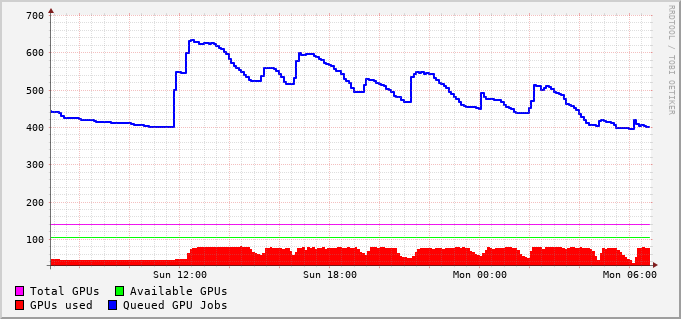 700
600
500
400
300
200
100
Sun 12:00 Sun 18:00 Mon 00:00 Mon 06:00
Total GPUs Available GPUs
GPUs used Queued GPU Jobs
RRDTOOL / TOBI OETIKER